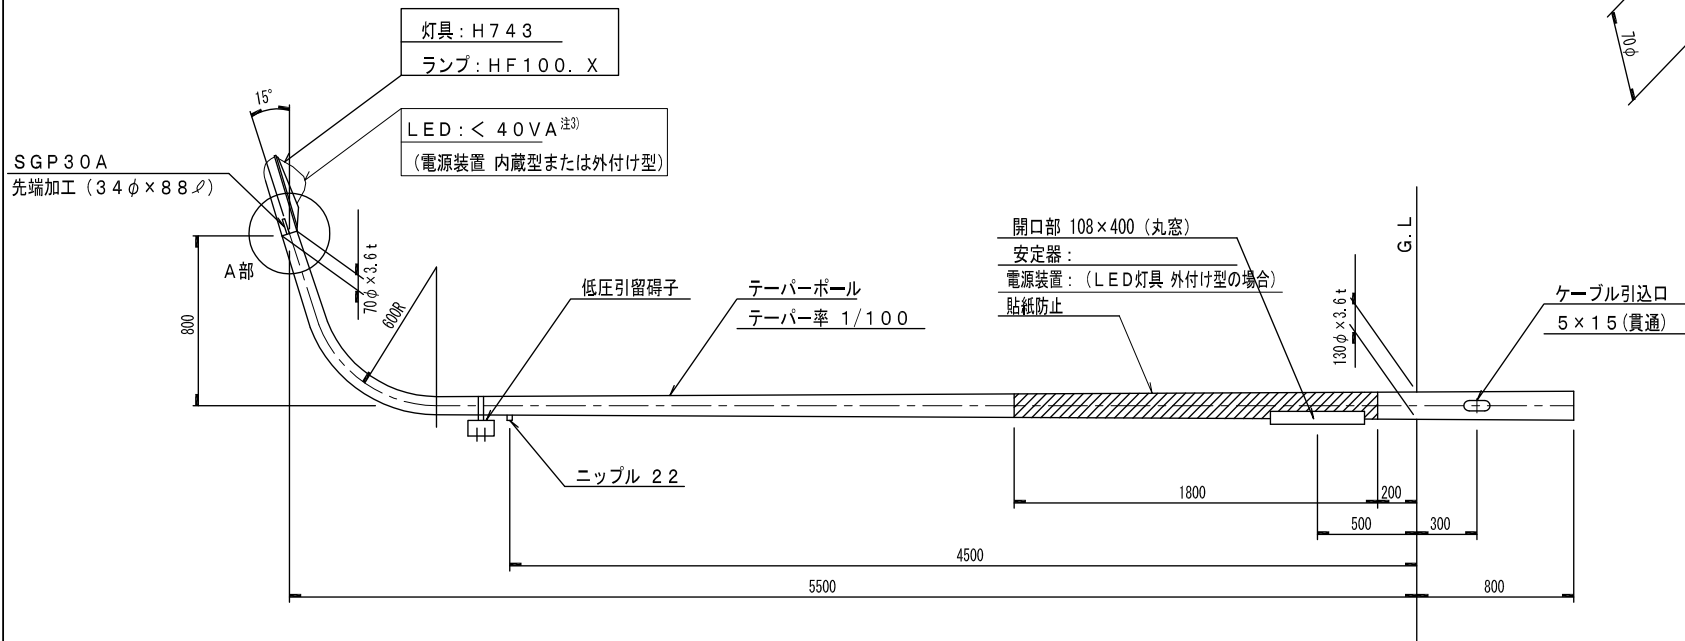 灯具：Ｈ７４３
ランプ：ＨＦ１００．Ｘ
70φ
15°
ＬＥＤ：＜ ４０ＶＡ注3)
（電源装置 内蔵型または外付け型）
ＳＧＰ３０Ａ
先端加工（３４φ×８８ℓ）
Ａ部
70φ×3.6ｔ
800
600R
低圧引留碍子
テーパーポール
テーパー率 １/１００
開口部 108×400（丸窓）
安定器：
電源装置：（ＬＥＤ灯具 外付け型の場合）
貼紙防止
G.L
130φ×3.6ｔ
ケーブル引込口
５×１５(貫通)
ニップル ２２
1800
200
500
300
4500
5500
800